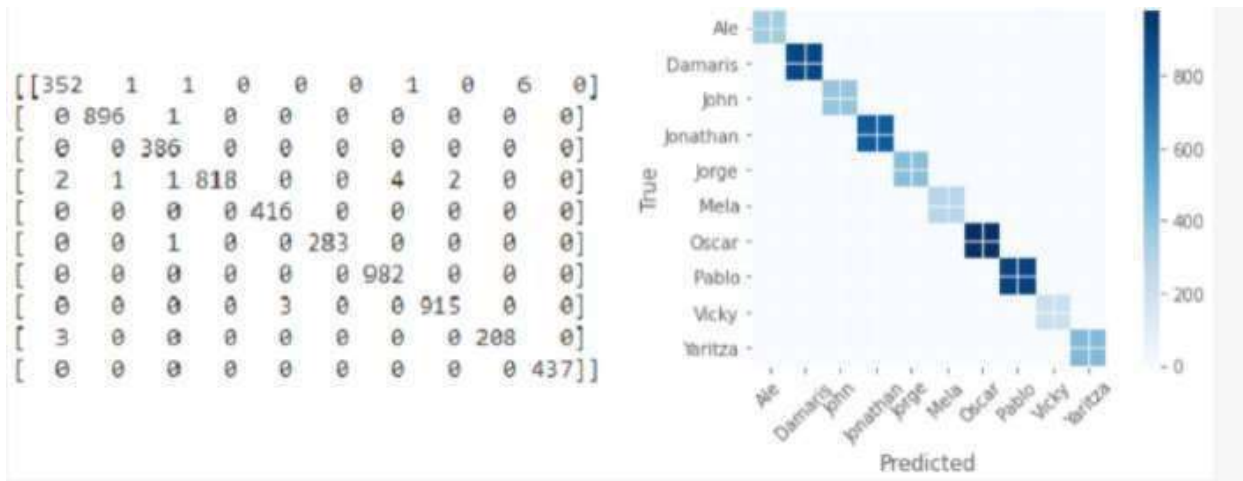 [[352 1 1 0 0 0 1 0 6 0]
[ 0 896 1 0 0 0 0 0 0 0]
[ 0 0 386 0 0 0 0 0 0 0]
[ 2 1 1 818 0 0 4 2 0 0]
[ 0 0 0 0 416 0 0 0 0 0]
[ 0 0 1 0 0 283 0 0 0 0]
[ 0 0 0 0 0 0 982 0 0 0]
[ 0 0 0 0 3 0 0 915 0 0]
[ 3 0 0 0 0 0 0 0 208 0]
[ 0 0 0 0 0 0 0 0 0 437]]
True
Ale
Damaris
John
Jonathan
Jorge
Mela
Oscar
Pablo
Vicky
Yaritza
Ale Damaris John Jonathan Jorge Mela Oscar Pablo Vicky Yaritza
Predicted
800
600
400
200
0